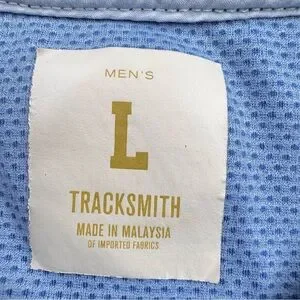 MEN'S
L
TRACKSMITH
MADE IN MALAYSIA
OF IMPORTED FABRICS